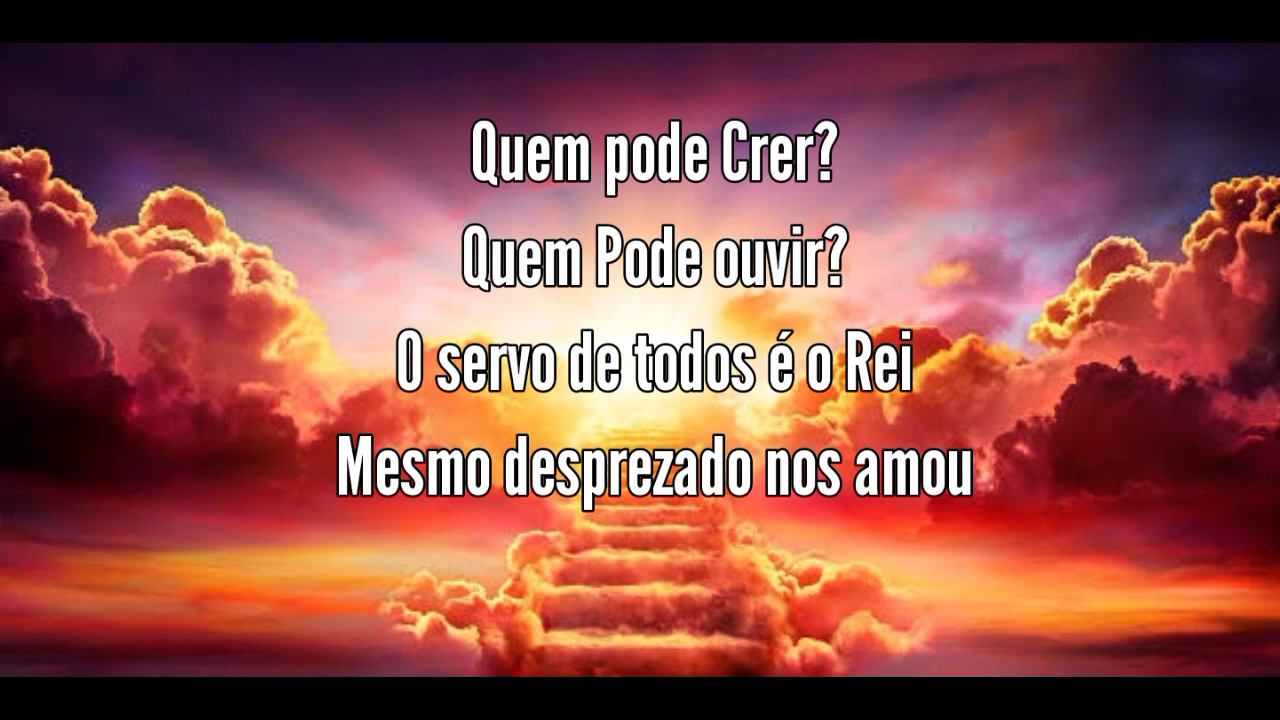 Quem pode Crer?
Quem Pode ouvir?
O servo de todos é o Rei
Mesmo desprezado nos amou